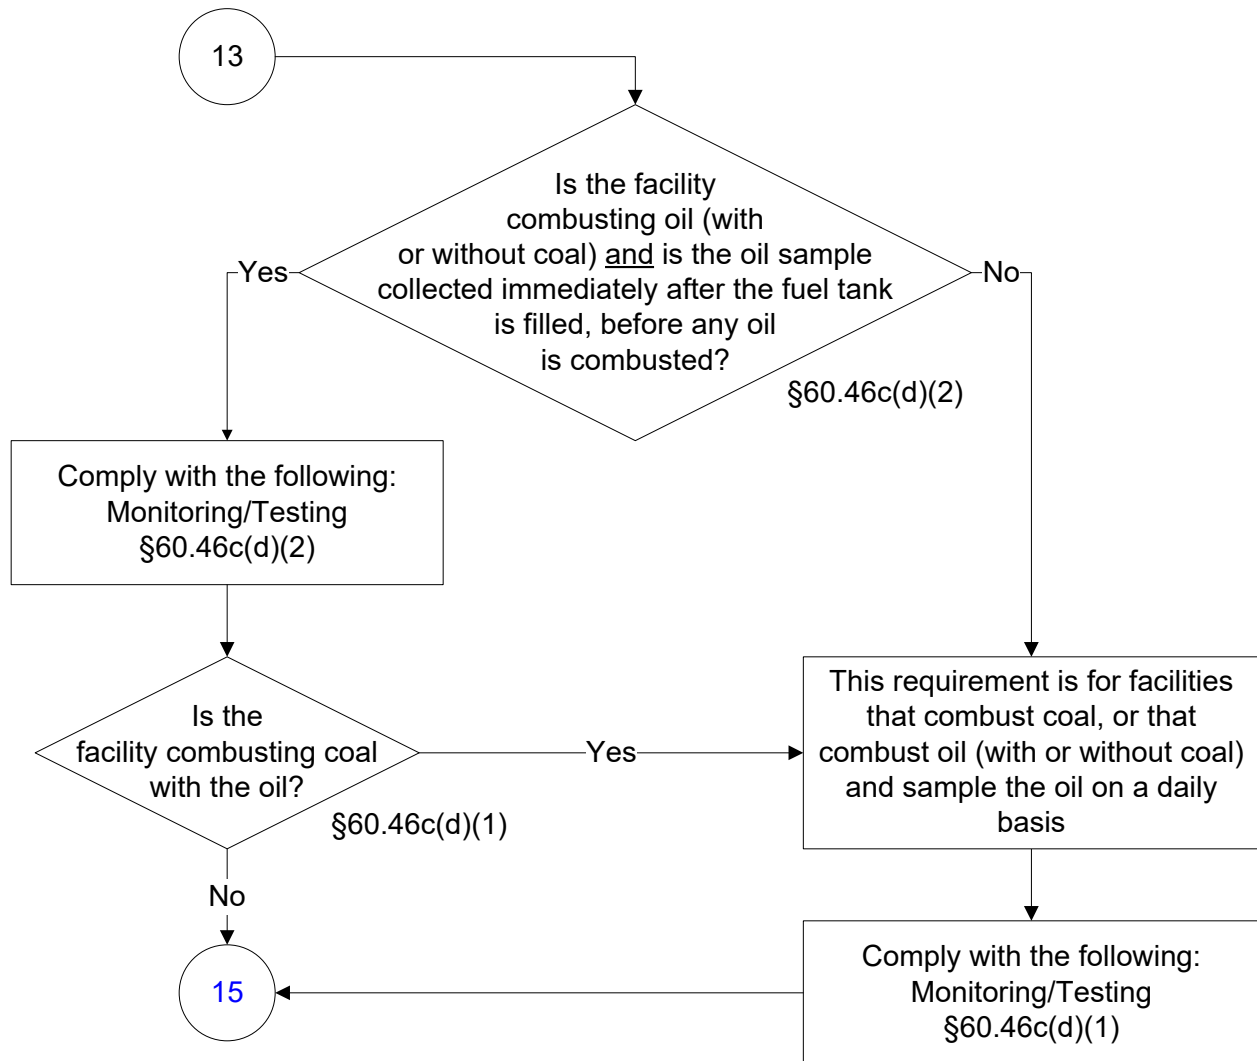 13
Is the facility
combusting oil (with
or without coal) and is the oil sample
collected immediately after the fuel tank
is filled, before any oil
is combusted?
§60.46c(d)(2)
Yes
No
Comply with the following:
Monitoring/Testing
§60.46c(d)(2)
Is the
facility combusting coal
with the oil?
§60.46c(d)(1)
Yes
No
This requirement is for facilities
that combust coal, or that
combust oil (with or without coal)
and sample the oil on a daily
basis
Comply with the following:
Monitoring/Testing
§60.46c(d)(1)
15